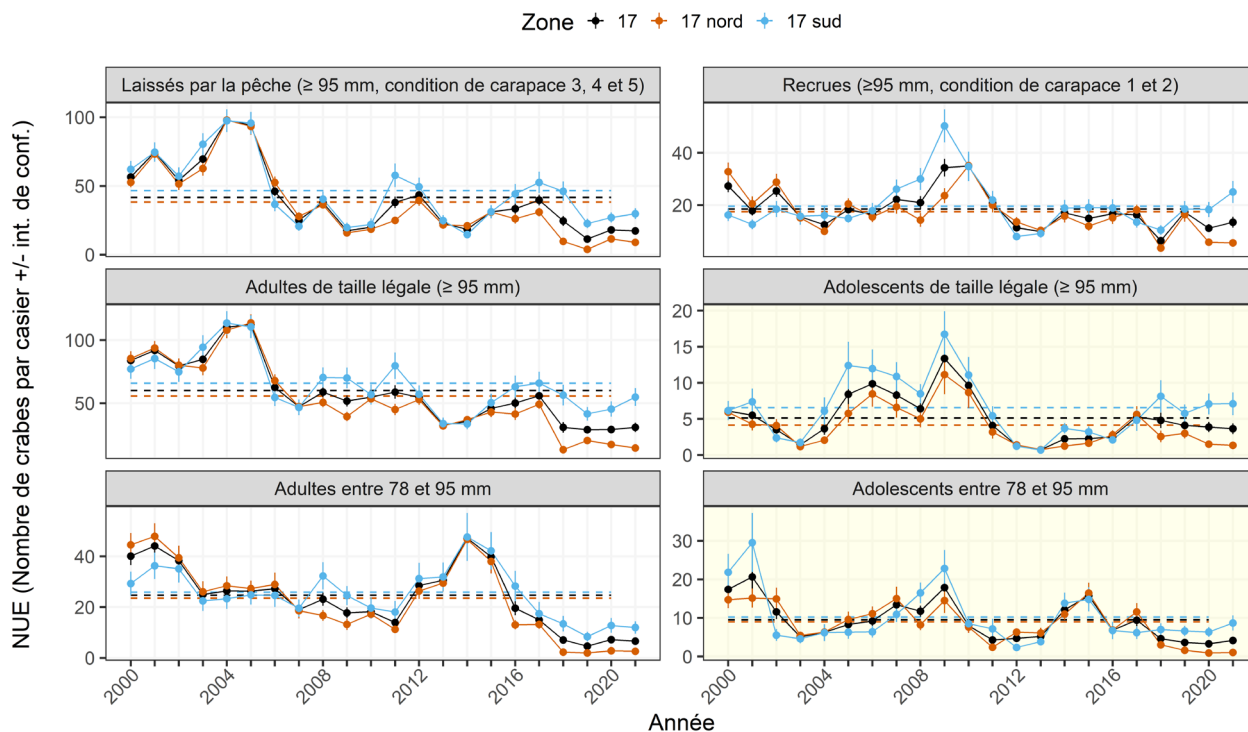 Zone 17 17 nord 17 sud
NUE (Nombre de crabes par casier +/- int. de conf.)
Laissés par la pêche (≥ 95 mm, condition de carapace 3, 4 et 5)
100
50
0
Recrues (≥95 mm, condition de carapace 1 et 2)
40
20
Adultes de taille légale (≥ 95 mm)
100
50
Adolescents de taille légale (≥ 95 mm)
20
15
10
5
0
Adultes entre 78 et 95 mm
40
20
0
2000 2004 2008 2012 2016 2020
Adolescents entre 78 et 95 mm
30
20
10
0
2000 2004 2008 2012 2016 2020
Année